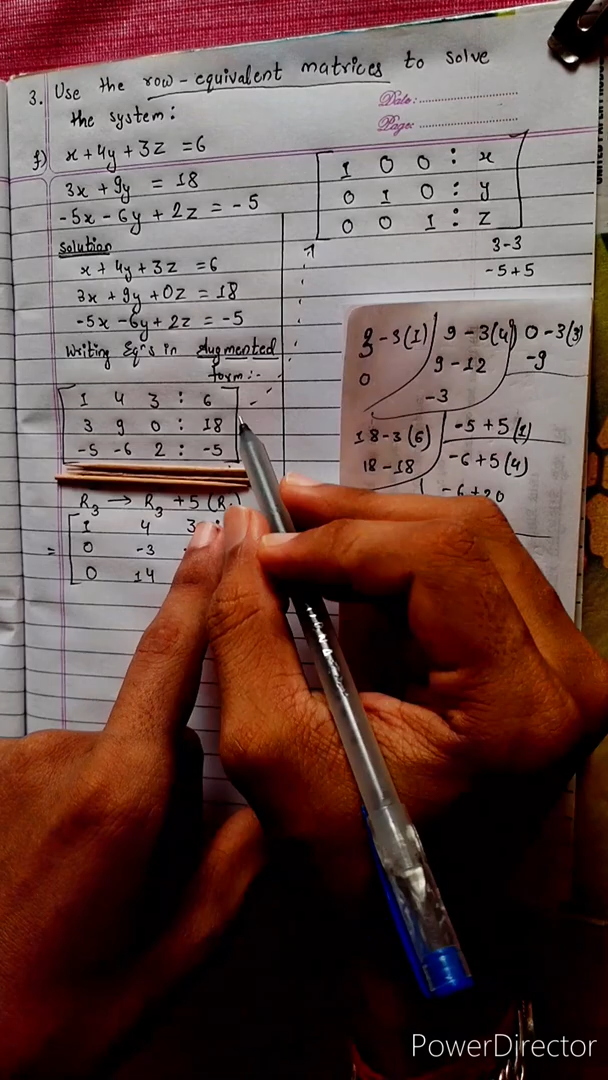 3. Use the row-equivalent matrices to solve
the system:
Date:
Page:
f) x+4y+3z =6
3x+9y = 18
-5x-6y+2z = -5
Solution
x+4y+3z =6
3x+9y+0z = 18
-5x-6y+2z = -5
Writing Eqⁿs in Augmented
form:-
1 4 3 : 6
3 9 0 : 18
-5 -6 2 : -5
R₃ → R₃ +5(R
= 1 4 3
0 -3
0 14
1 0 0 : x
0 1 0 : y
0 0 1 : z
3-3
-5+5
3-3(1) 9-3(4) 0-3(3)
0 9-12 -9
-3
18-3(6) -5+5(1)
18-18 -6+5(4)
-6+20
PowerDirector